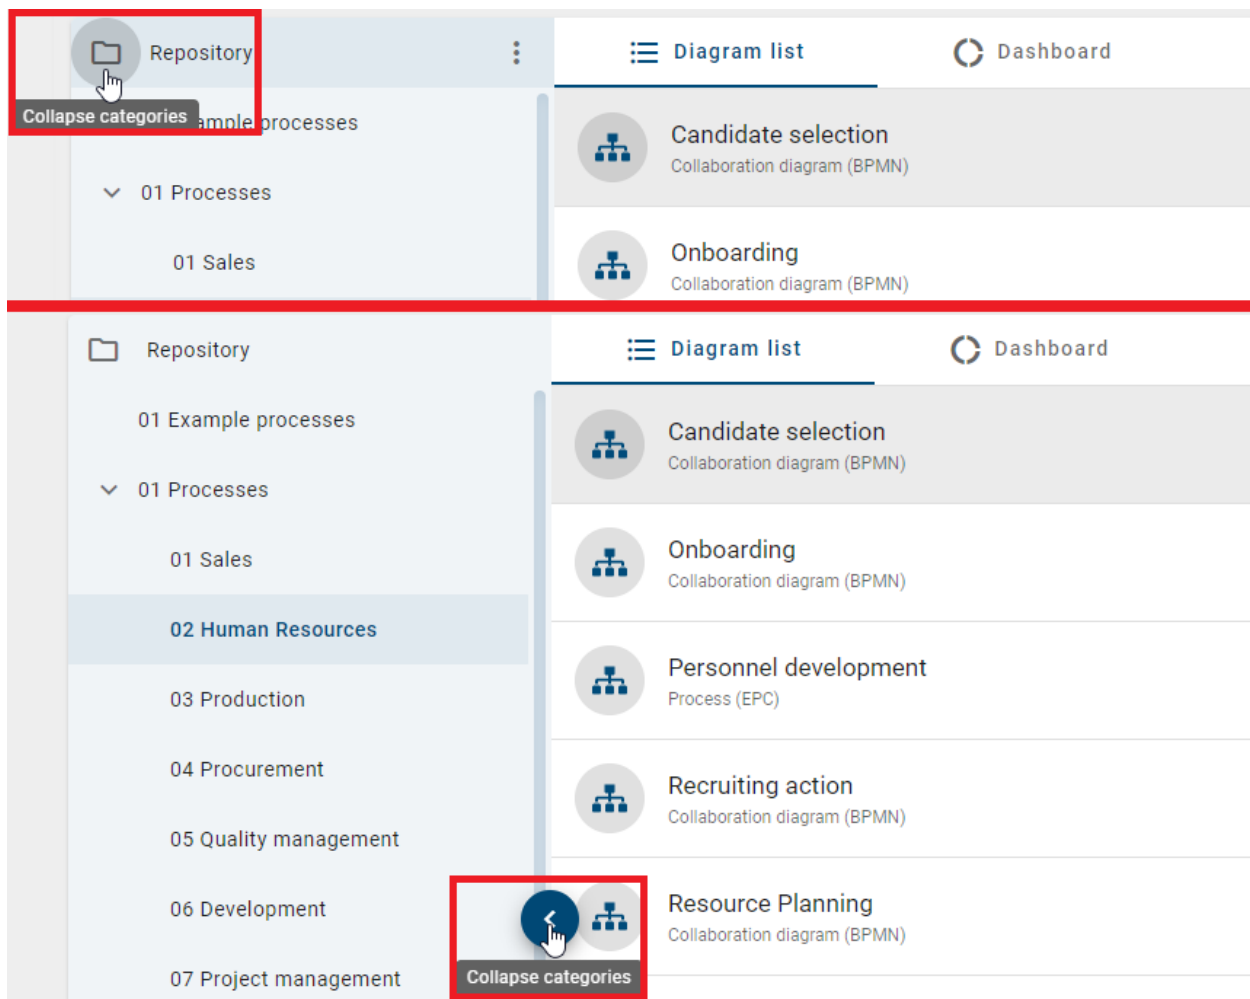 Repository
Diagram list
Dashboard
Collapse categories
ample processes
Candidate selection
Collaboration diagram (BPMN)
01 Processes
01 Sales
Onboarding
Collaboration diagram (BPMN)
Repository
Diagram list
Dashboard
01 Example processes
Candidate selection
Collaboration diagram (BPMN)
01 Processes
01 Sales
Onboarding
Collaboration diagram (BPMN)
02 Human Resources
Personnel development
Process (EPC)
03 Production
04 Procurement
Recruiting action
Collaboration diagram (BPMN)
05 Quality management
06 Development
Resource Planning
Collaboration diagram (BPMN)
07 Project management
Collapse categories